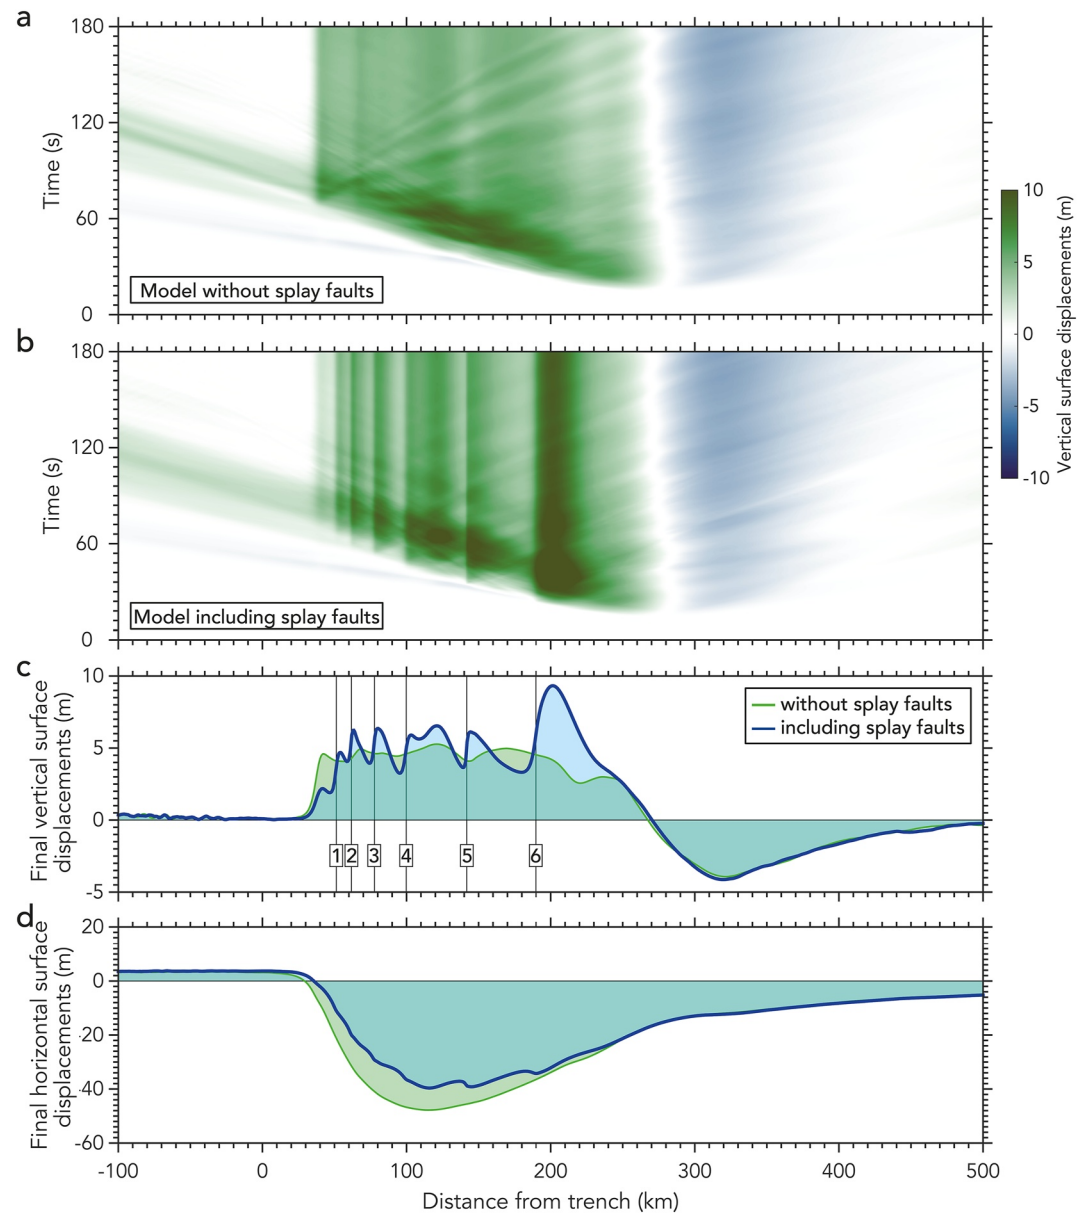 a
180
120
60
0
Time (s)
Model without splay faults
b
180
120
60
0
Time (s)
Model including splay faults
10
5
0
-5
-10
Vertical surface displacements (m)
c
10
5
0
-5
Final vertical surface
displacements (m)
without splay faults
including splay faults
1 2 3 4 5 6
d
20
0
-20
-40
-60
Final horizontal surface
displacements (m)
-100 0 100 200 300 400 500
Distance from trench (km)